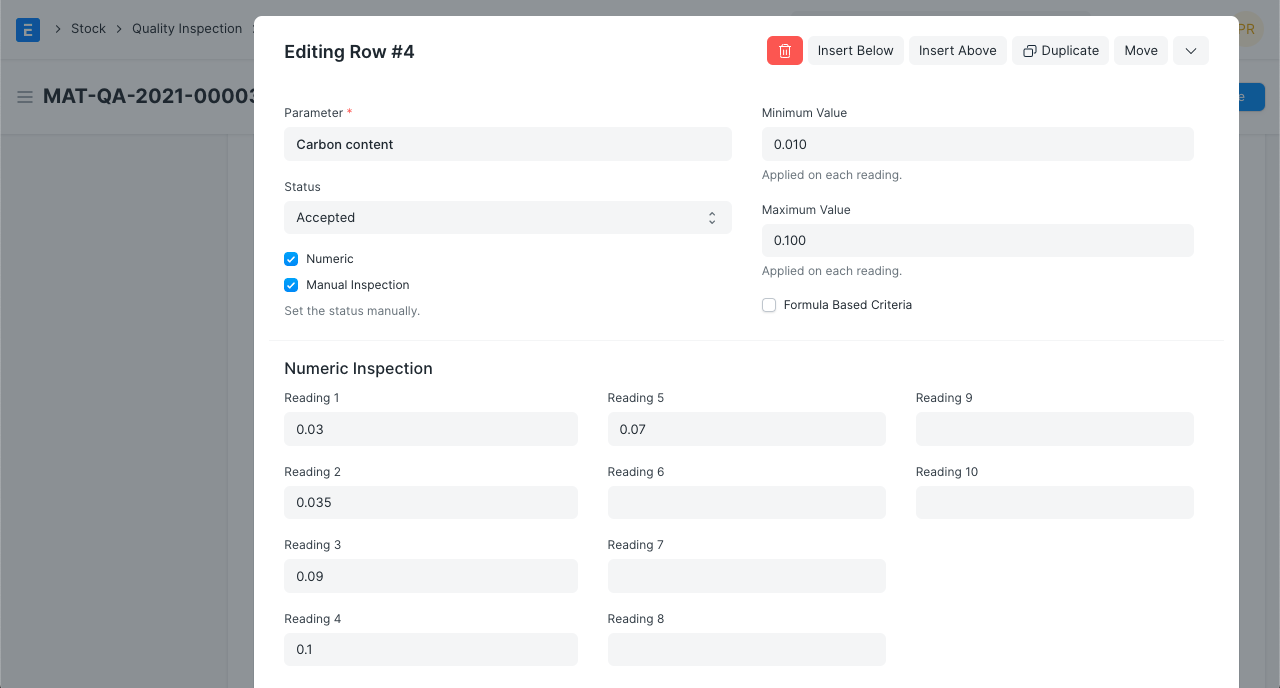 E
Stock
Quality Inspection
MAT-QA-2021-00003
PR
Editing Row #4
Insert Below
Insert Above
Duplicate
Move
Parameter *
Carbon content
Status
Accepted
Numeric
Manual Inspection
Set the status manually.
Minimum Value
0.010
Applied on each reading.
Maximum Value
0.100
Applied on each reading.
Formula Based Criteria
Numeric Inspection
Reading 1
0.03
Reading 2
0.035
Reading 3
0.09
Reading 4
0.1
Reading 5
0.07
Reading 6
Reading 7
Reading 8
Reading 9
Reading 10